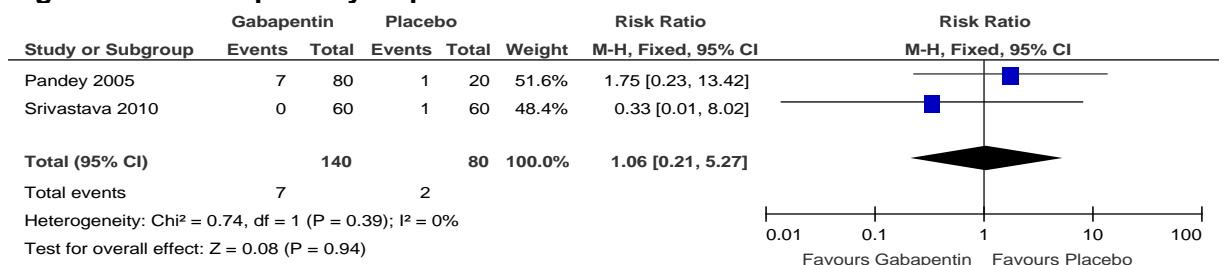 Gabapentin Placebo Risk Ratio Risk Ratio
Study or Subgroup Events Total Events Total Weight M-H, Fixed, 95% CI M-H, Fixed, 95% CI
Pandey 2005 7 80 1 20 51.6% 1.75 [0.23, 13.42]
Srivastava 2010 0 60 1 60 48.4% 0.33 [0.01, 8.02]
Total (95% CI) 140 80 100.0% 1.06 [0.21, 5.27]
Total events 7 2
Heterogeneity: Chi² = 0.74, df = 1 (P = 0.39); I² = 0%
Test for overall effect: Z = 0.08 (P = 0.94)
0.01 0.1 1 10 100
Favours Gabapentin Favours Placebo